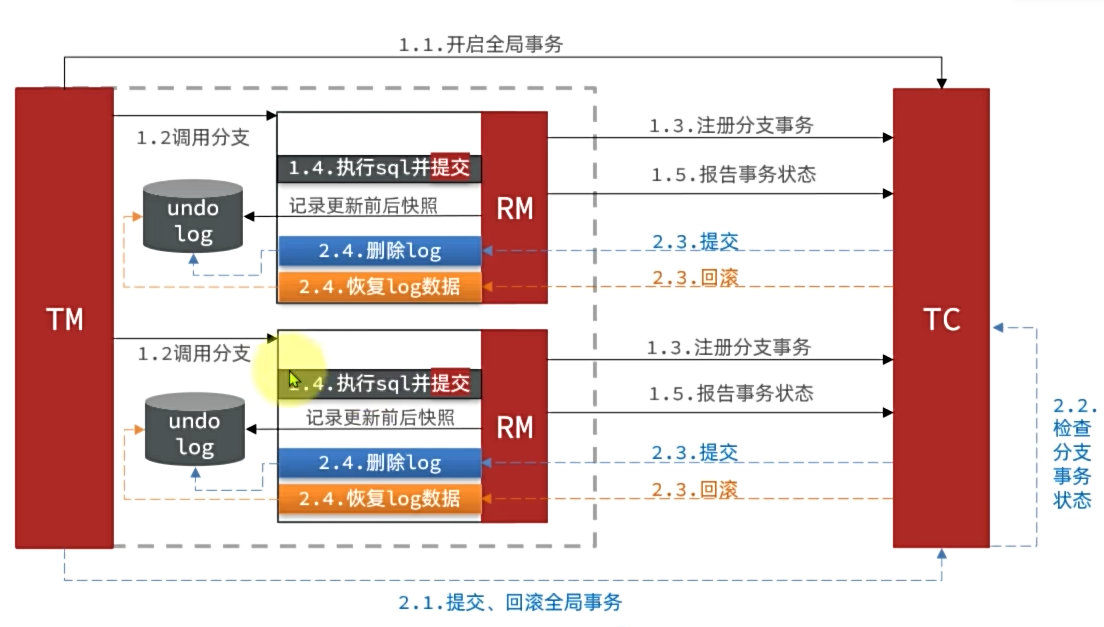 1.1.开启全局事务
TM
1.2调用分支
1.4.执行sql并提交
记录更新前后快照
undo
log
2.4.删除log
2.4.恢复log数据
RM
1.3.注册分支事务
1.5.报告事务状态
2.3.提交
2.3.回滚
TC
1.2调用分支
1.4.执行sql并提交
记录更新前后快照
undo
log
2.4.删除log
2.4.恢复log数据
RM
1.3.注册分支事务
1.5.报告事务状态
2.3.提交
2.3.回滚
2.2.
检查
分支
事务
状态
2.1.提交、回滚全局事务